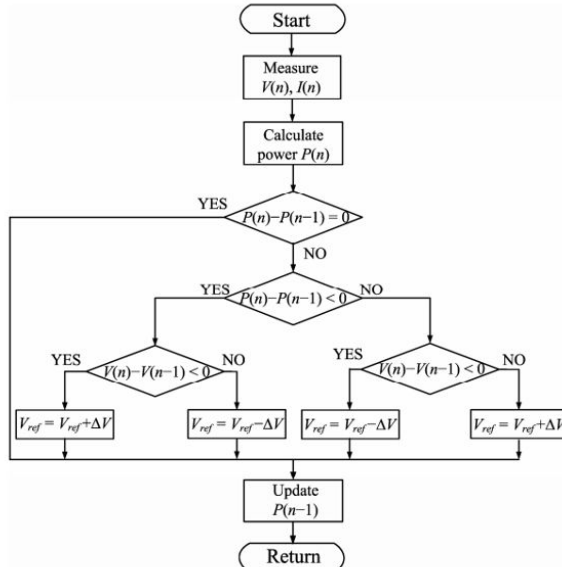 Start
Measure
V(n), I(n)
Calculate
power P(n)
YES
P(n)−P(n−1) = 0
NO
YES
P(n)−P(n−1) < 0
NO
YES
V(n)−V(n−1) < 0
NO
YES
V(n)−V(n−1) < 0
NO
Vref = Vref+ΔV
Vref = Vref−ΔV
Vref = Vref−ΔV
Vref = Vref+ΔV
Update
P(n−1)
Return